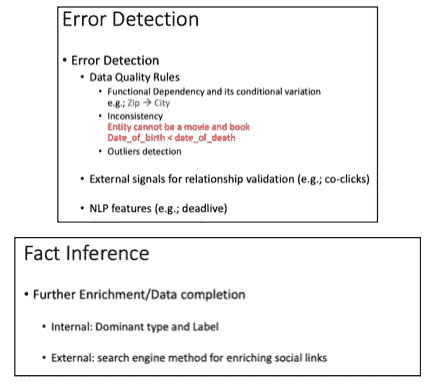 Error Detection
• Error Detection
• Data Quality Rules
• Functional Dependency and its conditional variation
e.g.; Zip → City
• Inconsistency
Entity cannot be a movie and book
Date_of_birth < date_of_death
• Outliers detection
• External signals for relationship validation (e.g.; co-clicks)
• NLP features (e.g.; deadlive)
Fact Inference
• Further Enrichment/Data completion
• Internal: Dominant type and Label
• External: search engine method for enriching social links